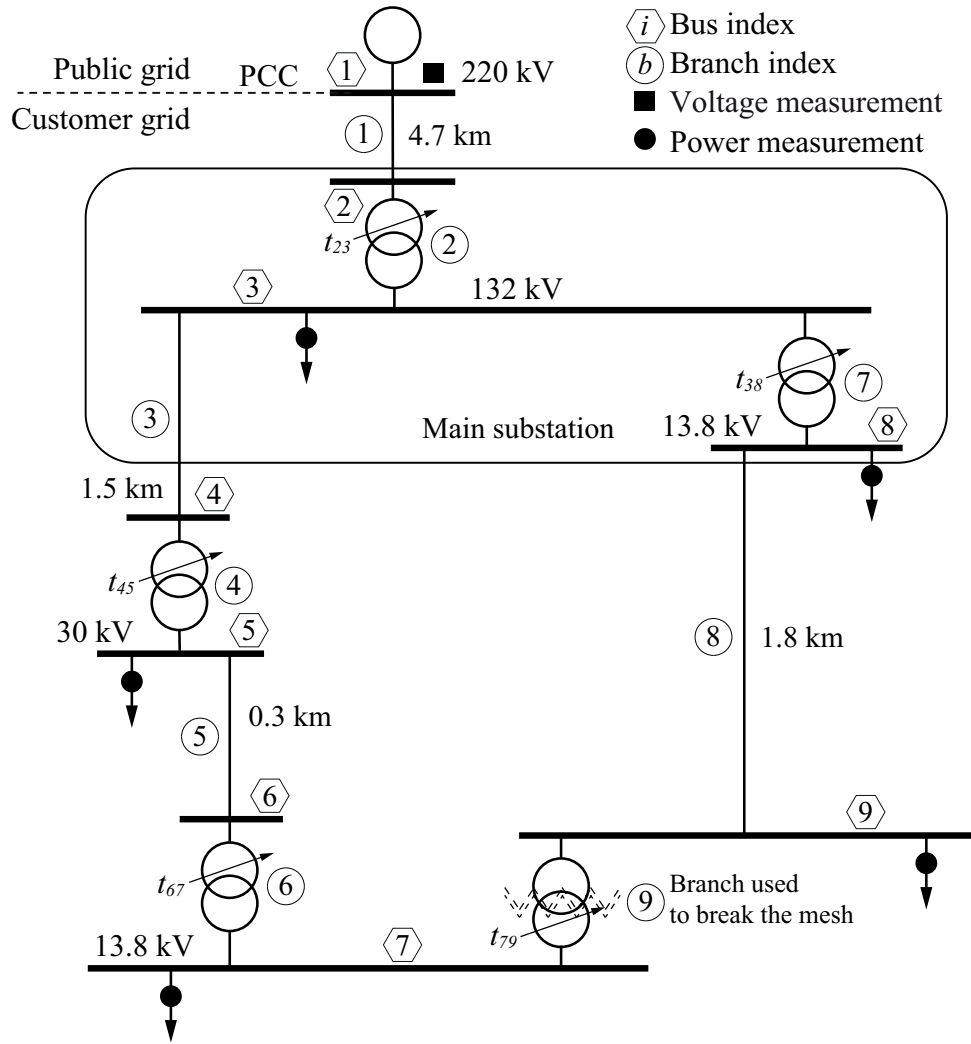 i Bus index
Public grid PCC 1 220 kV
b Branch index
Voltage measurement
Customer grid
1 4.7 km
Power measurement
2
t23 2
3 132 kV
t38 7
3
Main substation 13.8 kV 8
1.5 km 4
t45 4
30 kV 5
8 1.8 km
5 0.3 km
6
9
t67 6
9 Branch used
to break the mesh
t79
13.8 kV 7